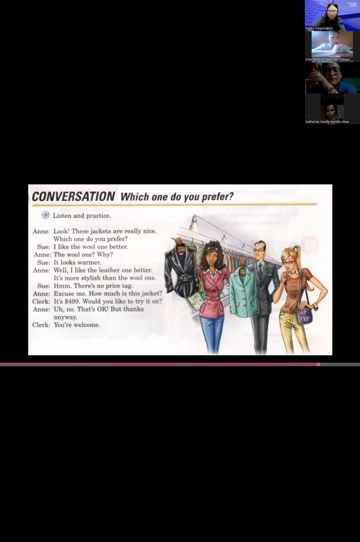 CONVERSATION Which one do you prefer?
Listen and practice.
Anne: Look! These jackets are really nice.
Which one do you prefer?
Sue: I like the wool one better.
Anne: The wool one? Why?
Sue: It looks warmer.
Anne: Well, I like the leather one better.
It's more stylish than the wool one.
Sue: Hmm. There's no price tag.
Anne: Excuse me. How much is this jacket?
Clerk: It's $499. Would you like to try it on?
Anne: Uh, no. That's OK! But thanks
anyway.
Clerk: You're welcome.